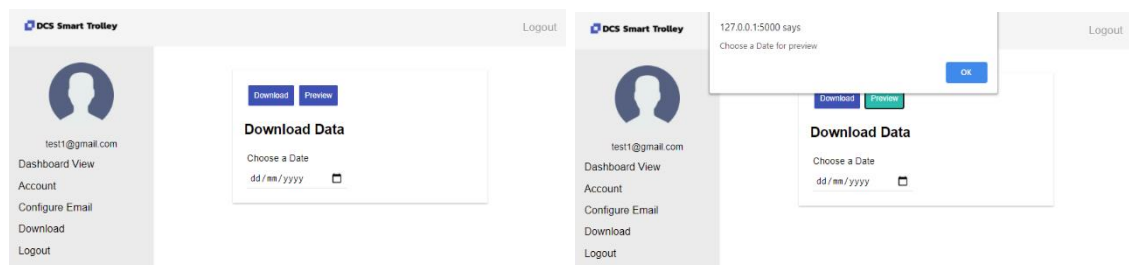 DCS Smart Trolley
Logout
Download Preview
Download Data
Choose a Date
dd/mm/yyyy
test1@gmail.com
Dashboard View
Account
Configure Email
Download
Logout
DCS Smart Trolley
127.0.0.1:5000 says
Choose a Date for preview
OK
Logout
Download Preview
Download Data
Choose a Date
dd/mm/yyyy
test1@gmail.com
Dashboard View
Account
Configure Email
Download
Logout